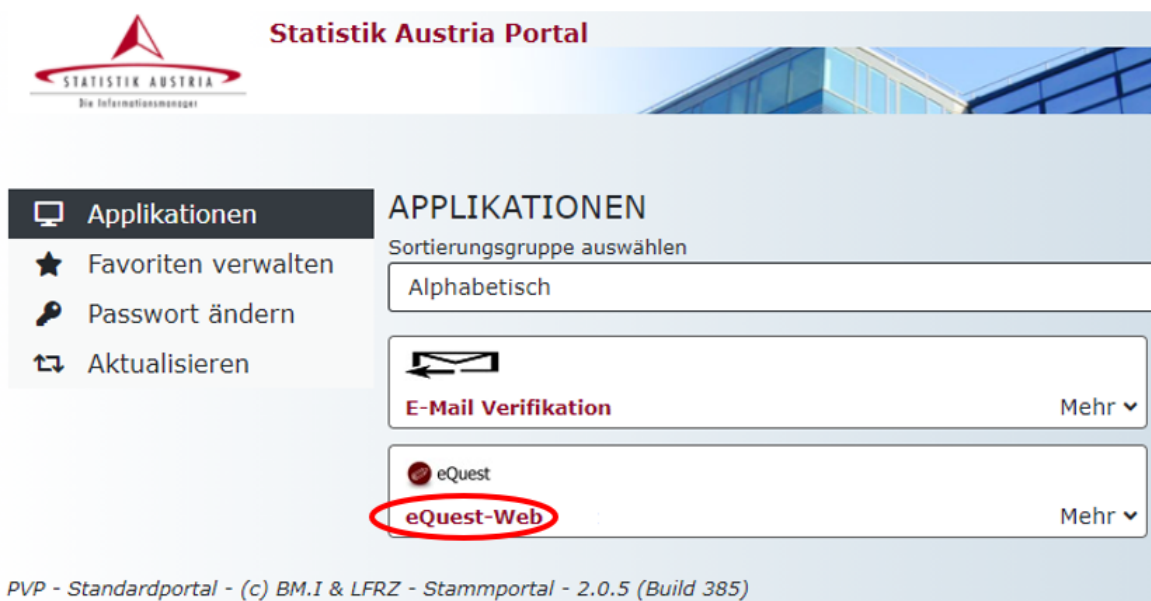 Statistik Austria Portal
STATISTIK AUSTRIA
Die Informationsmanager
Applikationen
Favoriten verwalten
Passwort ändern
Aktualisieren
APPLIKATIONEN
Sortierungsgruppe auswählen
Alphabetisch
E-Mail Verifikation Mehr
eQuest
eQuest-Web Mehr
PVP - Standardportal - (c) BM.I & LFRZ - Stammportal - 2.0.5 (Build 385)